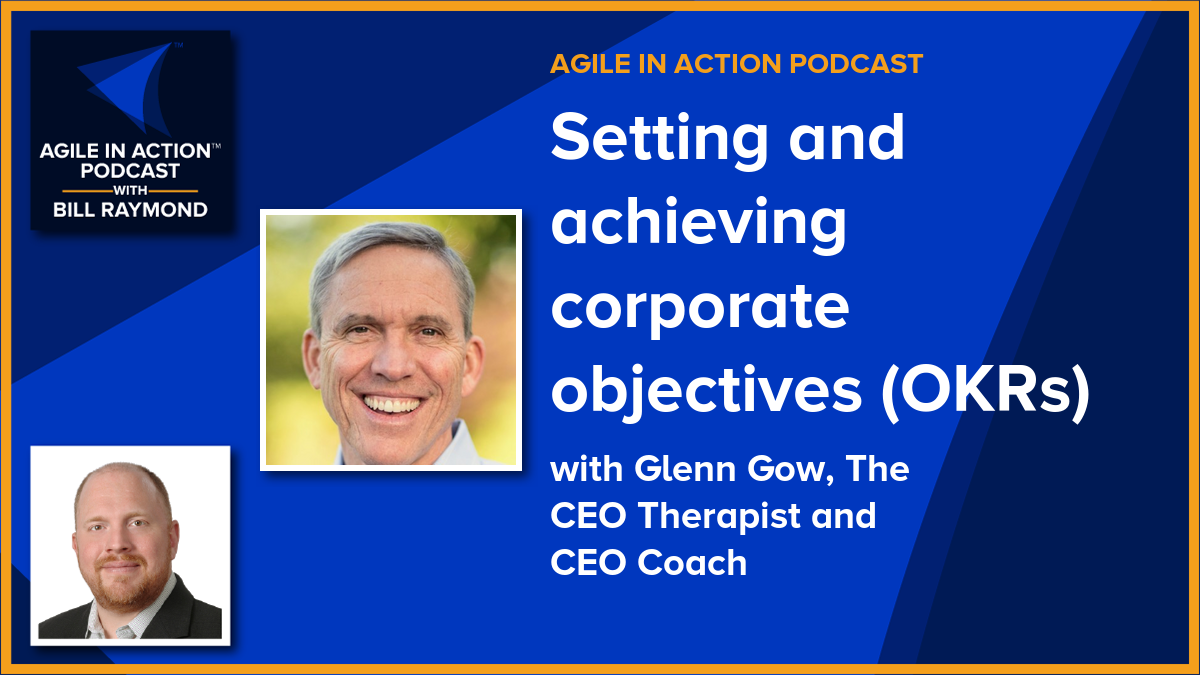 AGILE IN ACTION™
PODCAST
WITH
BILL RAYMOND
AGILE IN ACTION PODCAST
Setting and
achieving
corporate
objectives (OKRs)
with Glenn Gow, The
CEO Therapist and
CEO Coach
TM